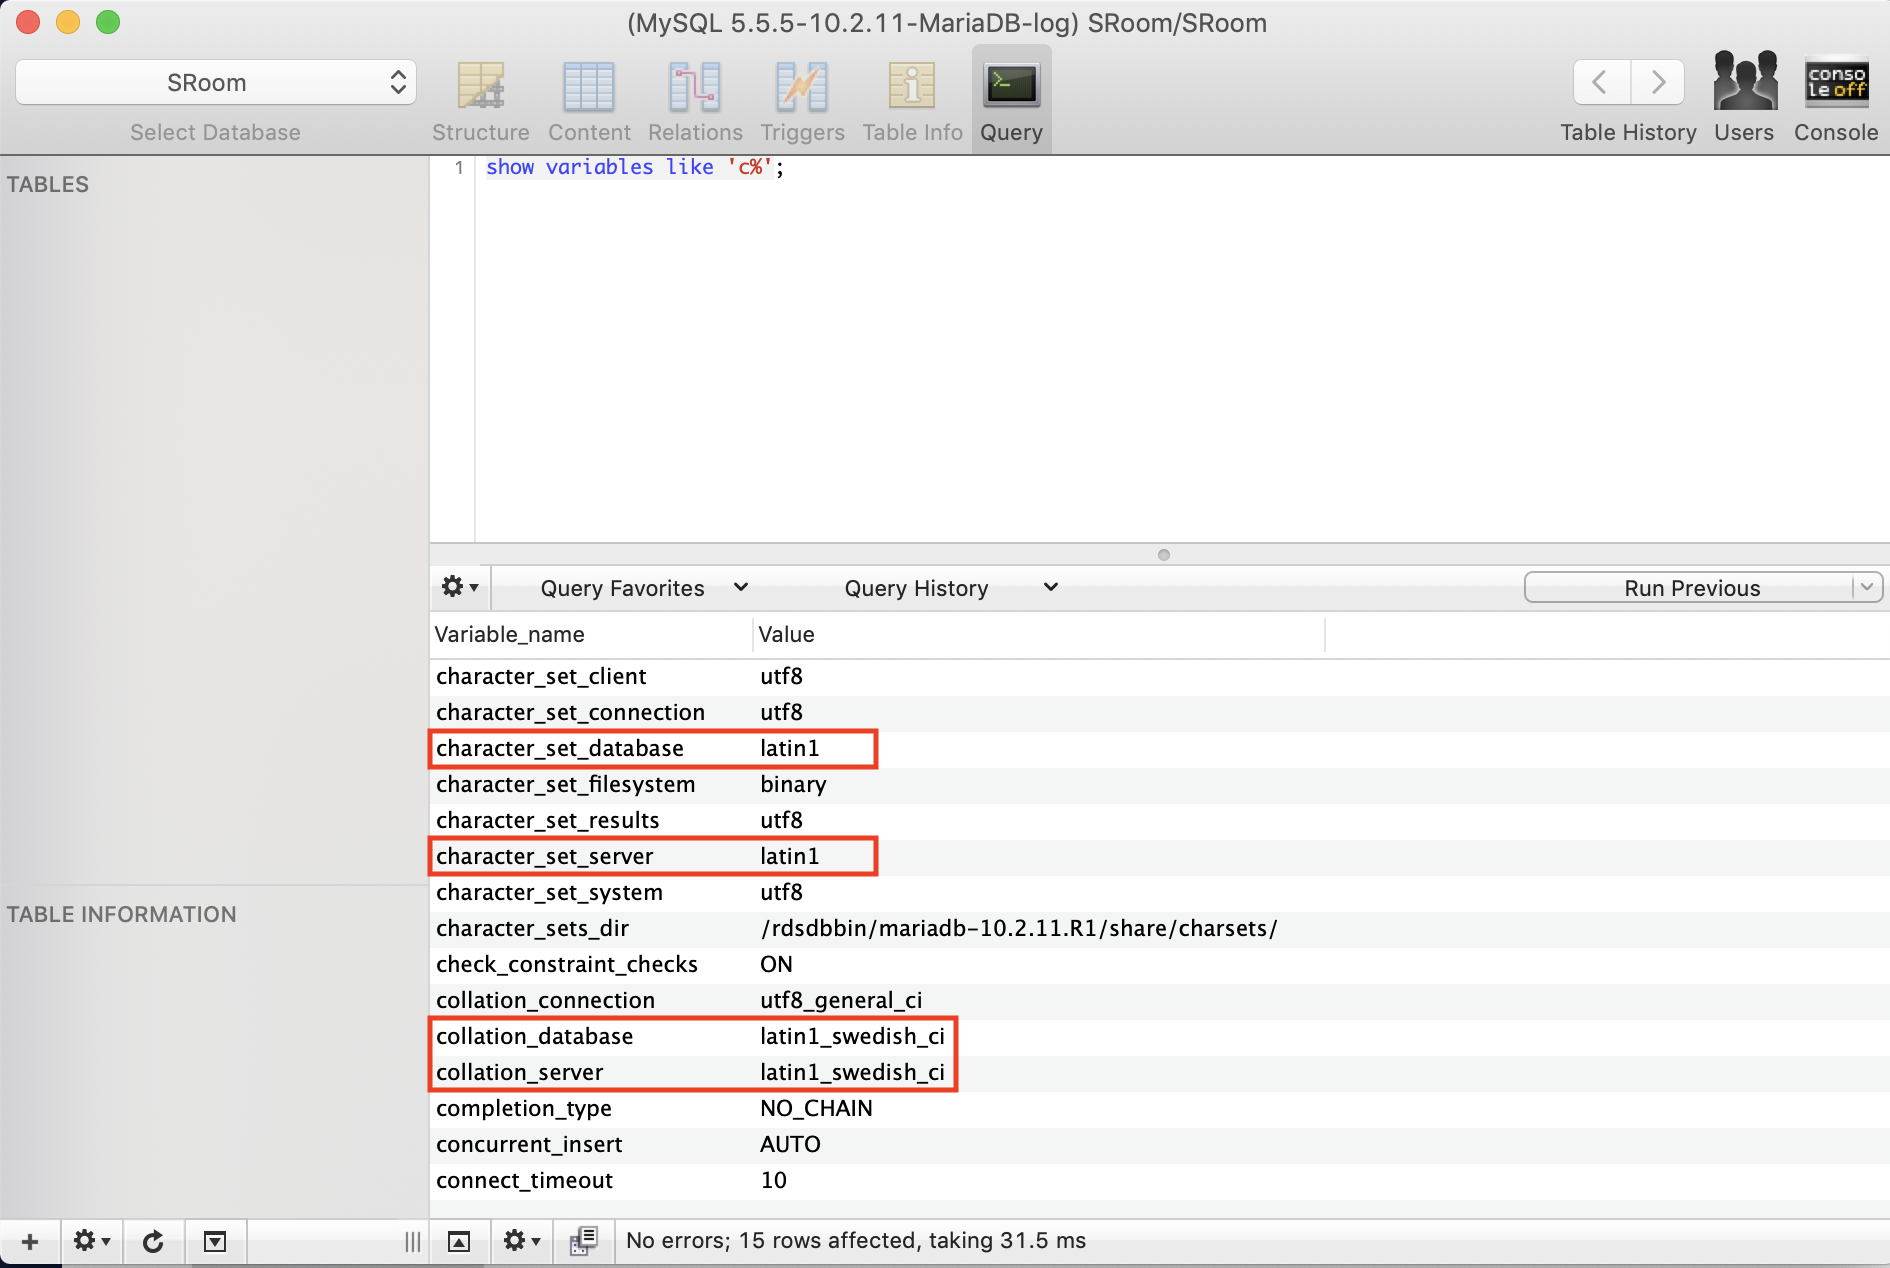 (MySQL 5.5.5-10.2.11-MariaDB-log) SRoom/SRoom
SRoom
Select Database
Structure Content Relations Triggers Table Info Query
Table History Users Console
conso
le off
TABLES
1 show variables like 'c%';
Query Favorites Query History Run Previous
Variable_name Value
character_set_client utf8
character_set_connection utf8
character_set_database latin1
character_set_filesystem binary
character_set_results utf8
character_set_server latin1
character_set_system utf8
character_sets_dir /rdsdbbin/mariadb-10.2.11.R1/share/charsets/
check_constraint_checks ON
collation_connection utf8_general_ci
collation_database latin1_swedish_ci
collation_server latin1_swedish_ci
completion_type NO_CHAIN
concurrent_insert AUTO
connect_timeout 10
TABLE INFORMATION
No errors; 15 rows affected, taking 31.5 ms